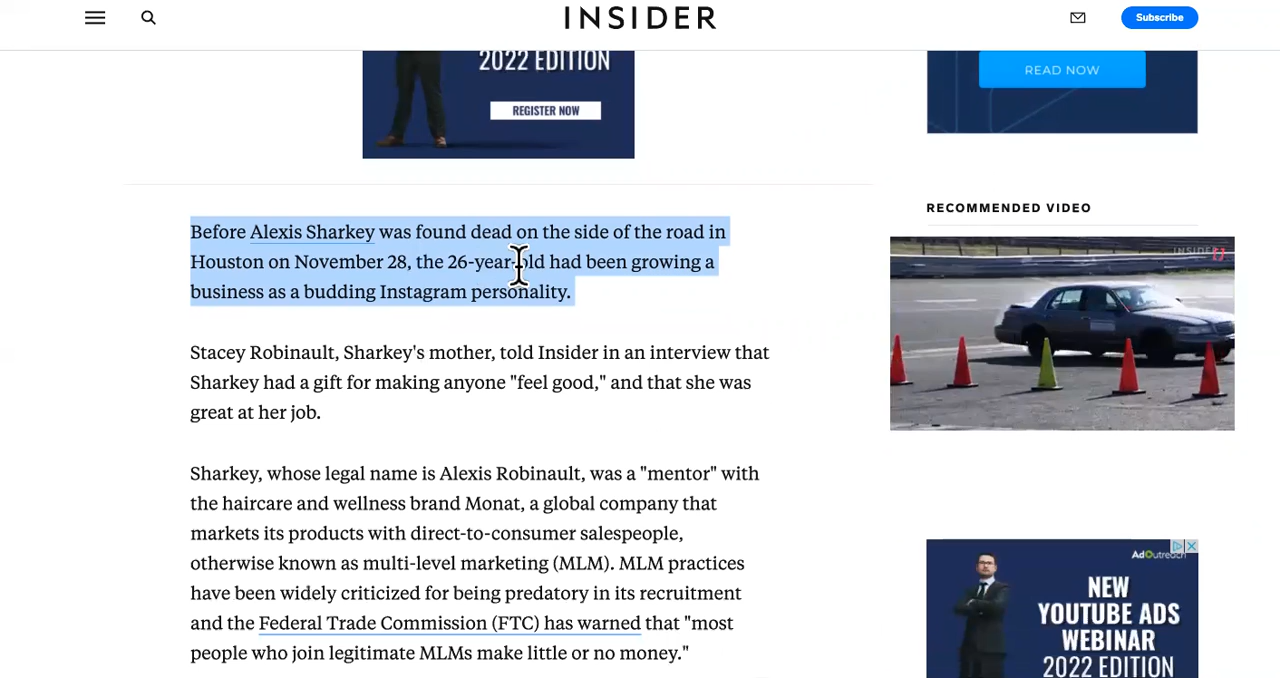 INSIDER
Subscribe
2022 EDITION
REGISTER NOW
READ NOW
Before Alexis Sharkey was found dead on the side of the road in
Houston on November 28, the 26-year-old had been growing a
business as a budding Instagram personality.
Stacey Robinault, Sharkey's mother, told Insider in an interview that
Sharkey had a gift for making anyone "feel good," and that she was
great at her job.
Sharkey, whose legal name is Alexis Robinault, was a "mentor" with
the haircare and wellness brand Monat, a global company that
markets its products with direct-to-consumer salespeople,
otherwise known as multi-level marketing (MLM). MLM practices
have been widely criticized for being predatory in its recruitment
and the Federal Trade Commission (FTC) has warned that "most
people who join legitimate MLMs make little or no money."
RECOMMENDED VIDEO
INSIDER
AdOutreach
NEW
YOUTUBE ADS
WEBINAR
2022 EDITION